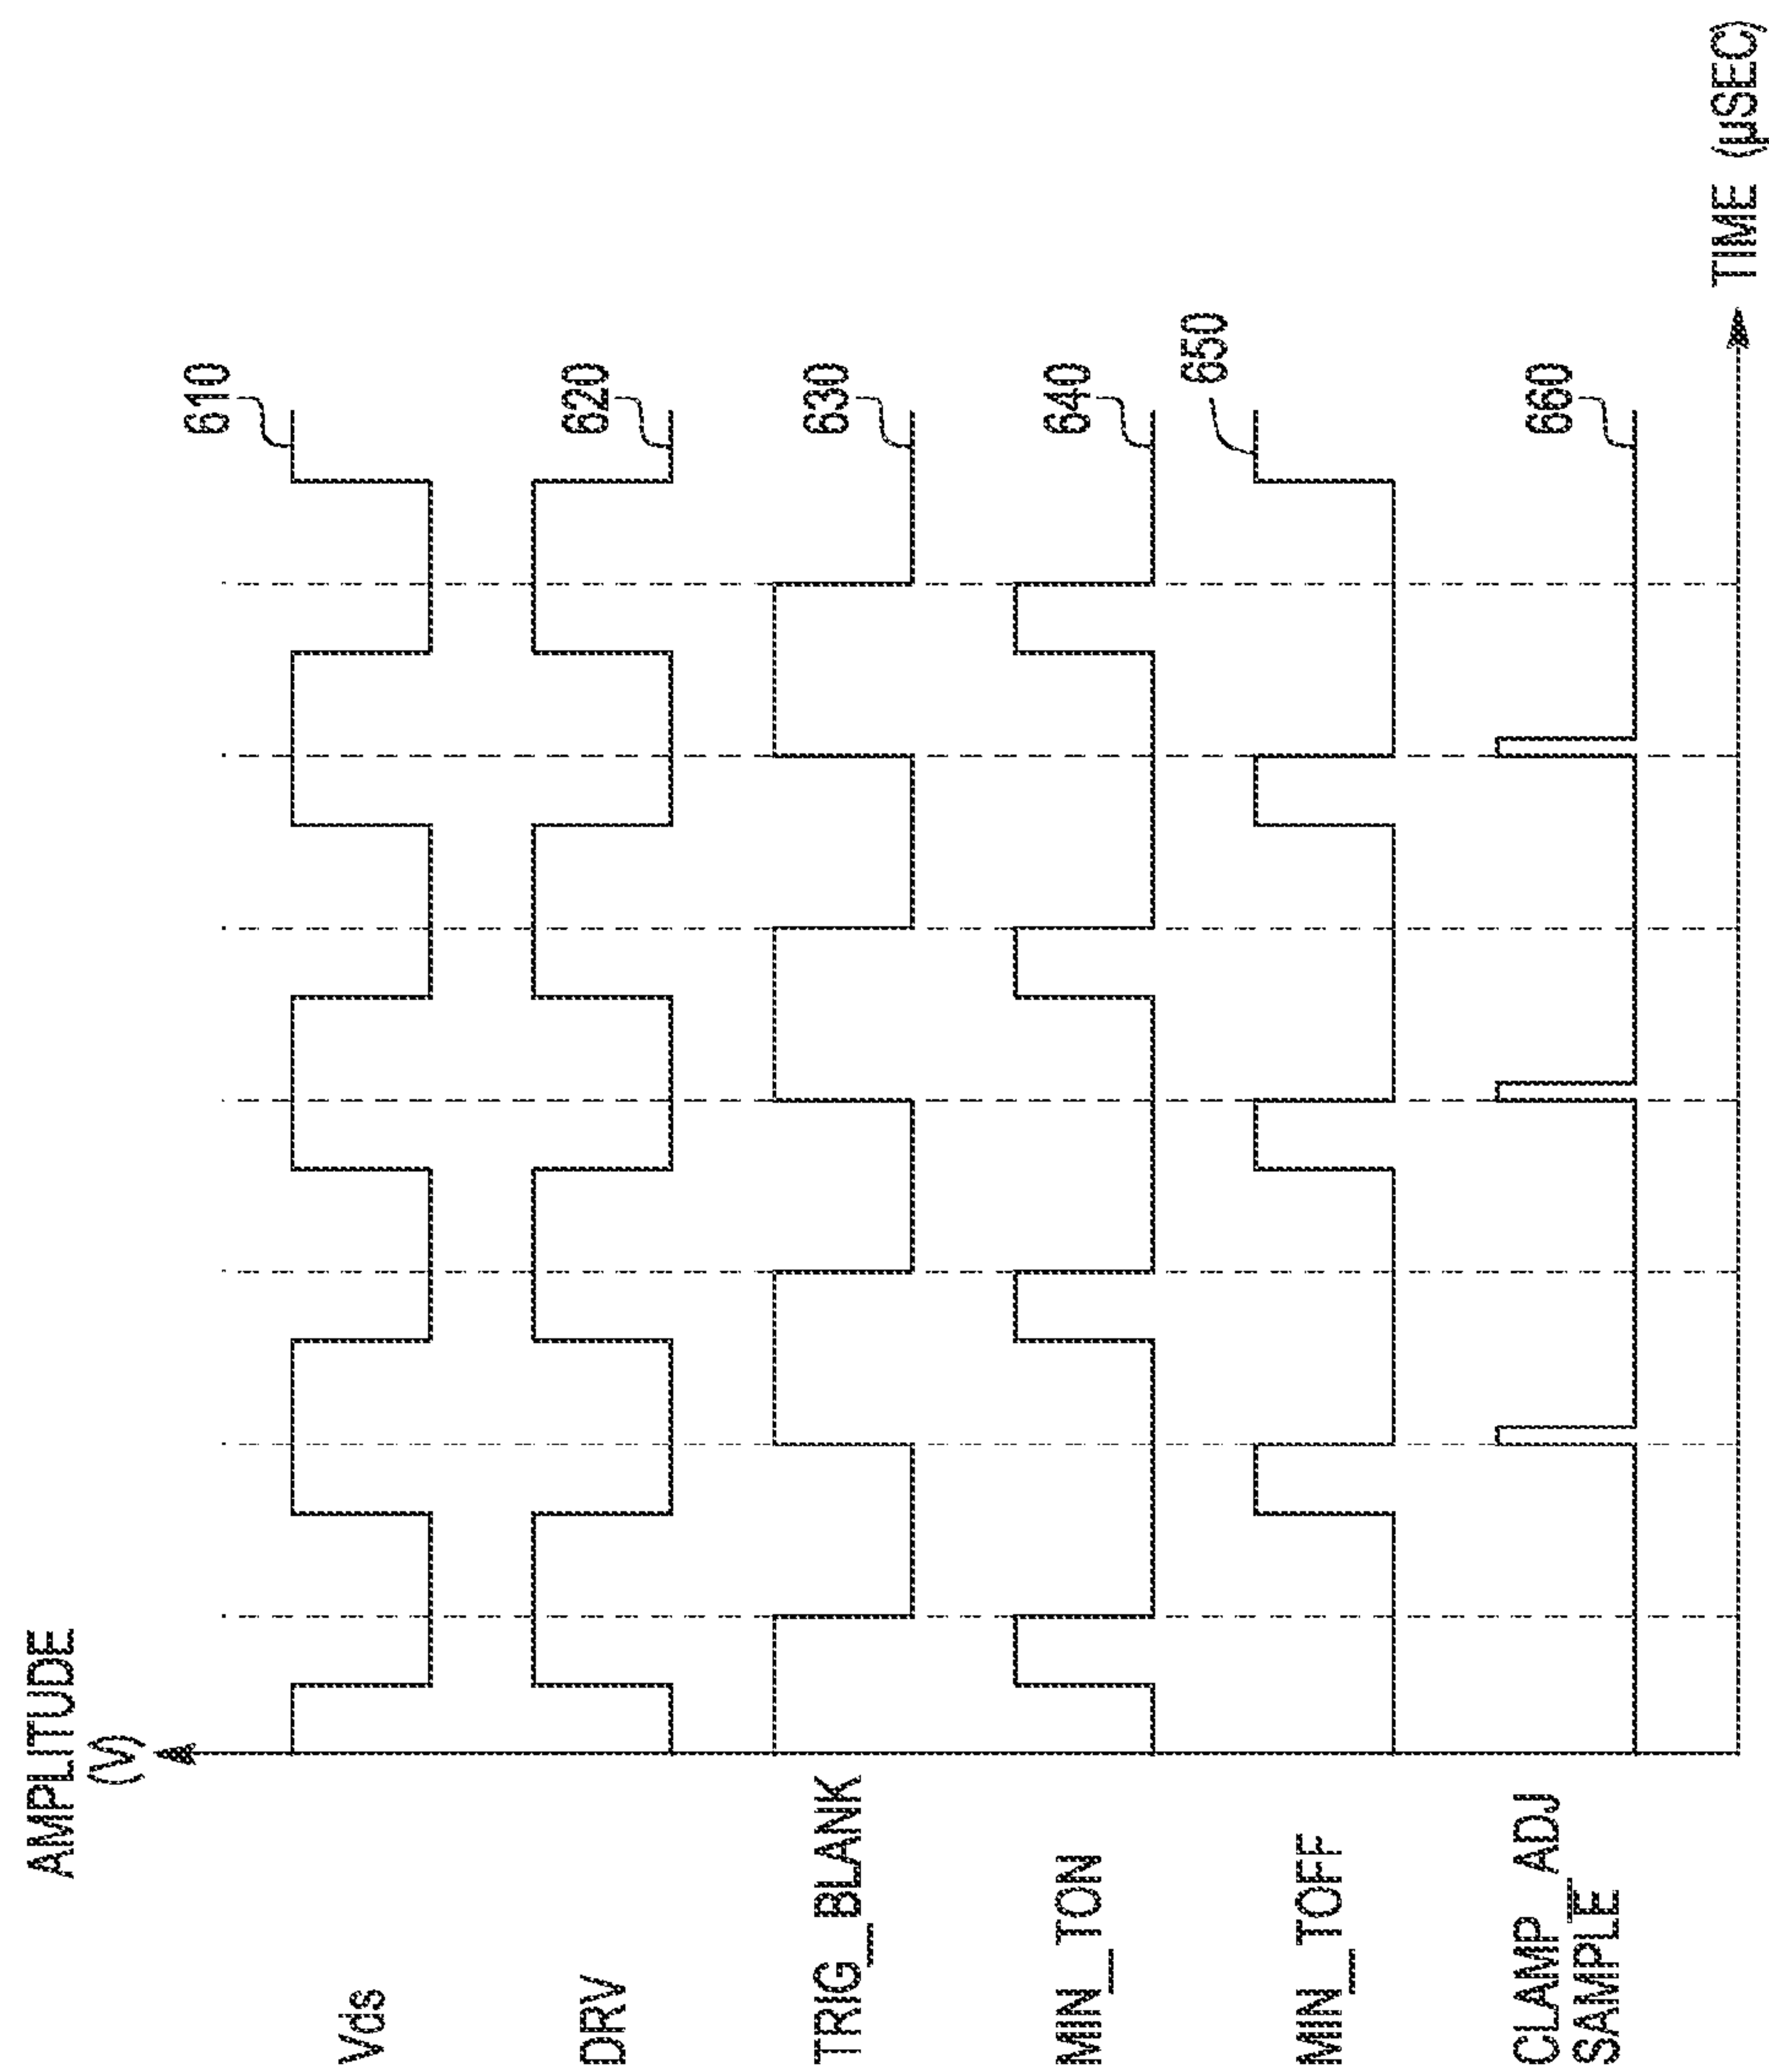 AMPLITUDE
(V)
Vds
610
DRV
620
TRIG_BLANK
630
MIN_TON
640
MIN_TOFF
650
CLAMP_ADJ
SAMPLE
660
TIME (µSEC)